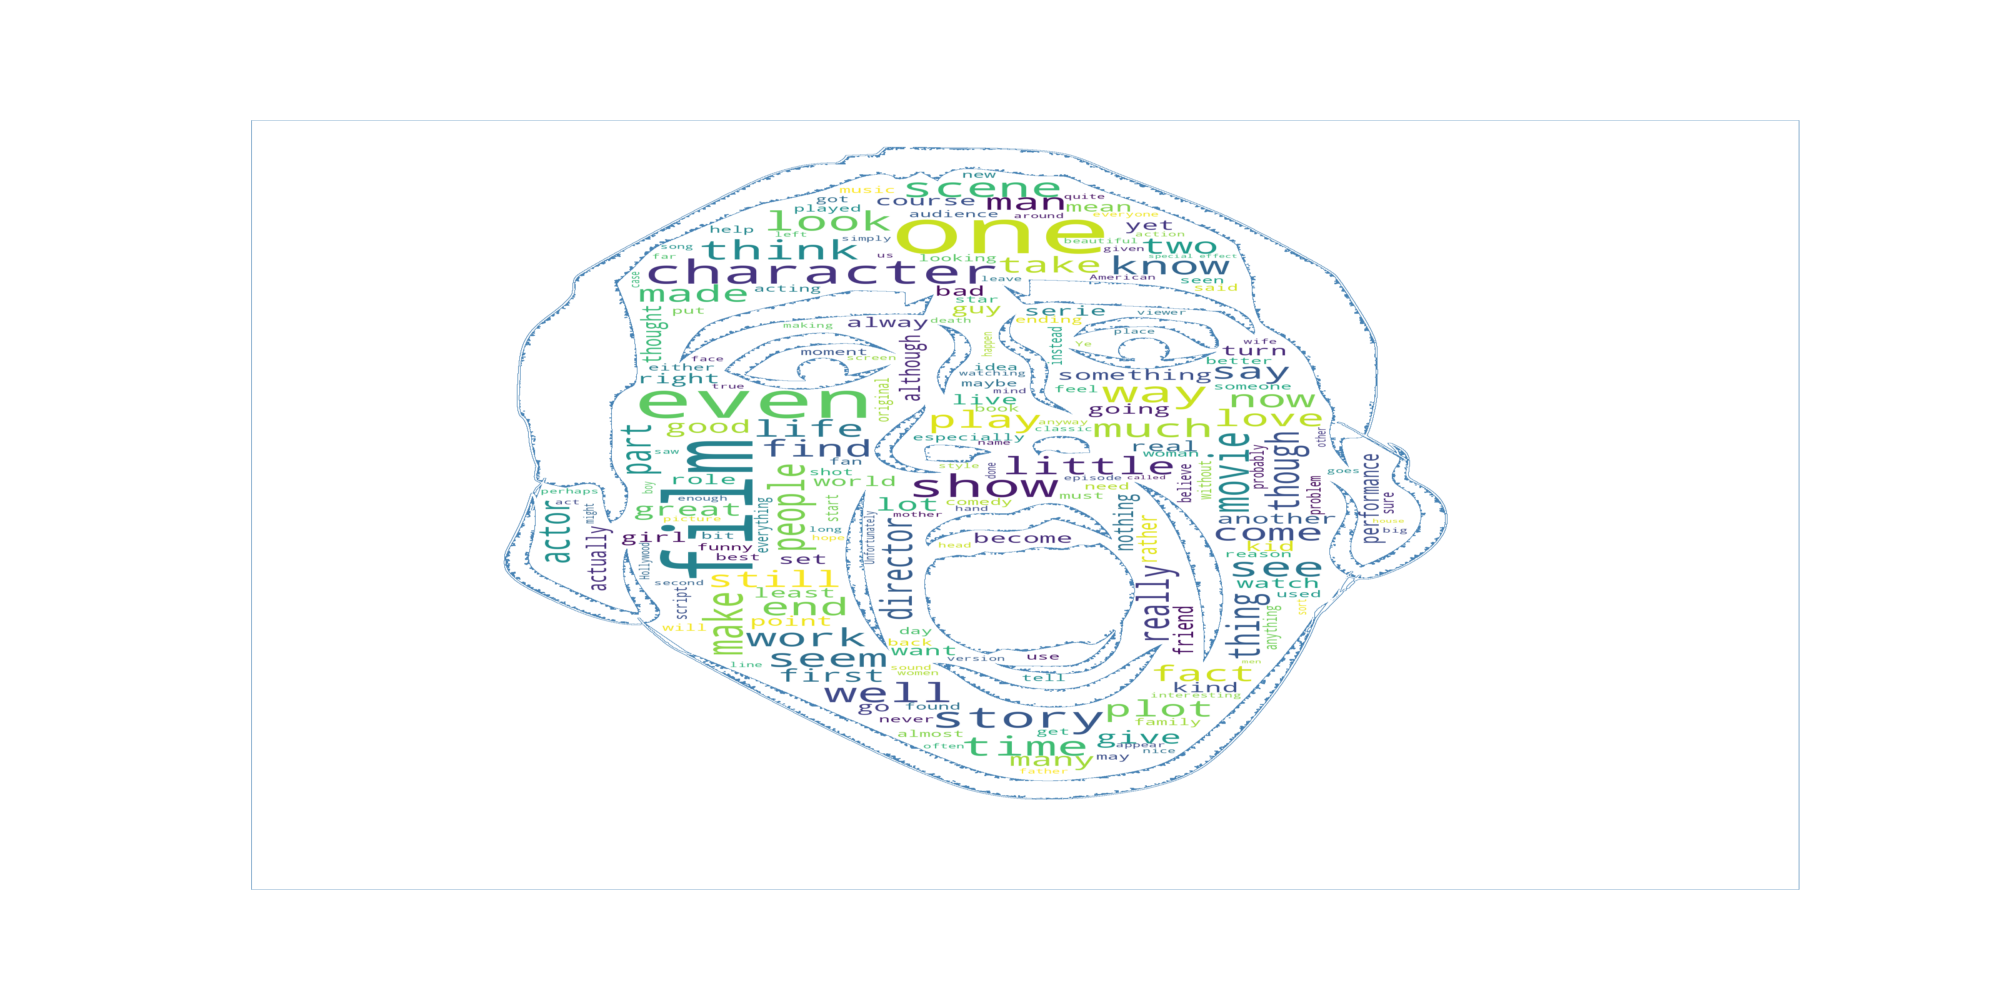 new
music scene quite
got course man mean
played audience around everyone
look one yet
help left simply beautiful action
song think given two
far us looking special effect
character take know
case leave American seen
made acting bad said
put star
guy serie viewer
thought alway death ending
making place
moment screen happen instead Ye wife
face although idea turn
either watching better
right maybe something say
true mind feel someone
even original live way now
book going
good life play anyway much love
part especially classic other
find name real movie though
saw fan woman probably
film people shot style done little
role world show episode called believe without goes performance
boy enough need problem sure
perhaps great start lot comedy must
act picture everything mother hand nothing another house
actor might long Unfortunately director become rather come big
actually girl bit hope head kid
Hollywood funny reason
best set see
second still really watch
script least used
make end friend thing anything sort
will point day
work back
want version use men
line seem sound
first women tell fact
well kind
go found interesting
never story plot
almost get family
often time give
appear nice
many may
father